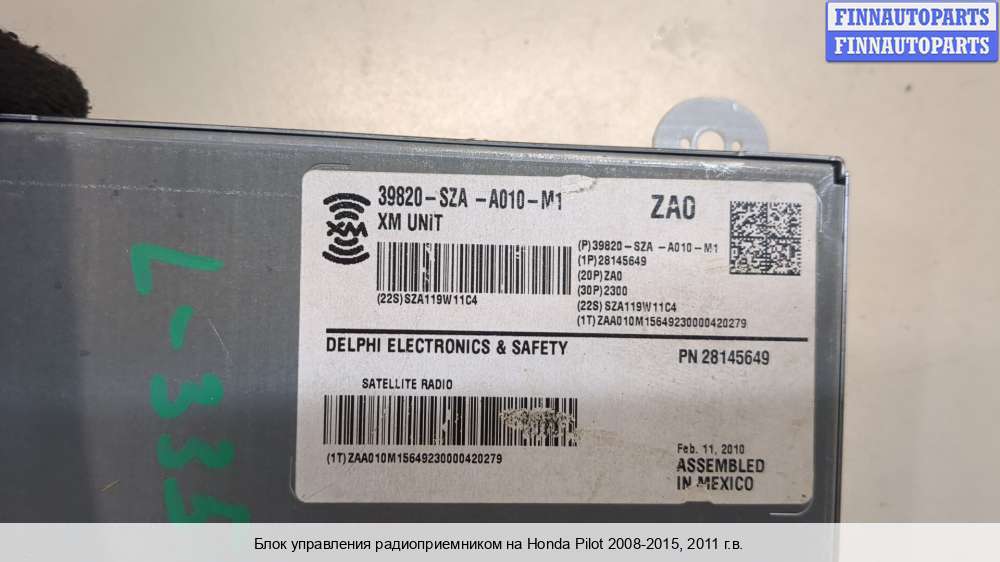 FINNAUTOPARTS
FINNAUTOPARTS
39820-SZA -A010-M1
XM UNIT
ZA0
XM
(P)39820-SZA -A010-M1
(1P)28145649
(20P)ZA0
(30P)2300
(22S)SZA119W11C4
(22S)SZA119W11C4
(1T)ZAA010M15649230000420279
DELPHI ELECTRONICS & SAFETY
PN 28145649
SATELLITE RADIO
(1T)ZAA010M15649230000420279
Feb. 11, 2010
ASSEMBLED
IN MEXICO
L-335
Блок управления радиоприемником на Honda Pilot 2008-2015, 2011 г.в.